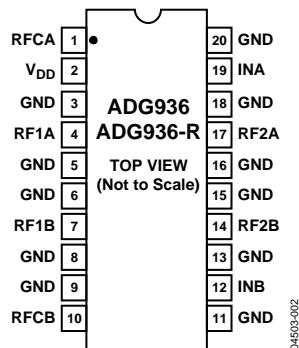 RFCA 1 20 GND
VDD 2 19 INA
GND 3 18 GND
ADG936
RF1A 4 17 RF2A
ADG936-R
GND 5 16 GND
TOP VIEW
(Not to Scale)
GND 6 15 GND
RF1B 7 14 RF2B
GND 8 13 GND
GND 9 12 INB
RFCB 10 11 GND
04503-002